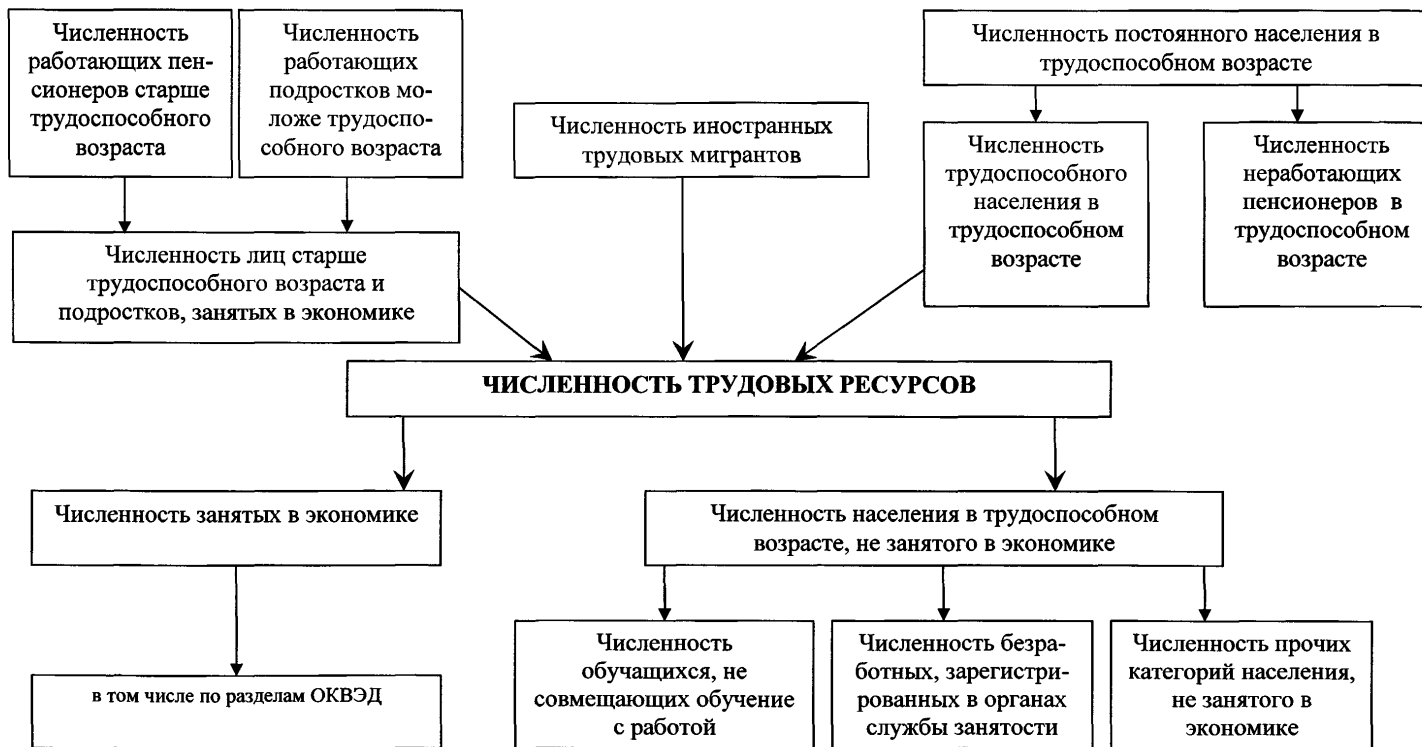 Численность
работающих пен-
сионеров старше
трудоспособного
возраста
Численность
работающих
подростков мо-
ложе трудоспо-
собного возраста
Численность иностранных
трудовых мигрантов
Численность постоянного населения в
трудоспособном возрасте
Численность
трудоспособного
населения в
трудоспособном
возрасте
Численность
неработающих
пенсионеров в
трудоспособном
возрасте
Численность лиц старше
трудоспособного возраста и
подростков, занятых в экономике
ЧИСЛЕННОСТЬ ТРУДОВЫХ РЕСУРСОВ
Численность занятых в экономике
Численность населения в трудоспособном
возрасте, не занятого в экономике
в том числе по разделам ОКВЭД
Численность
обучащихся, не
совмещающих обучение
с работой
Численность безра-
ботных, зарегистри-
рованных в органах
службы занятости
Численность прочих
категорий населения,
не занятого в
экономике